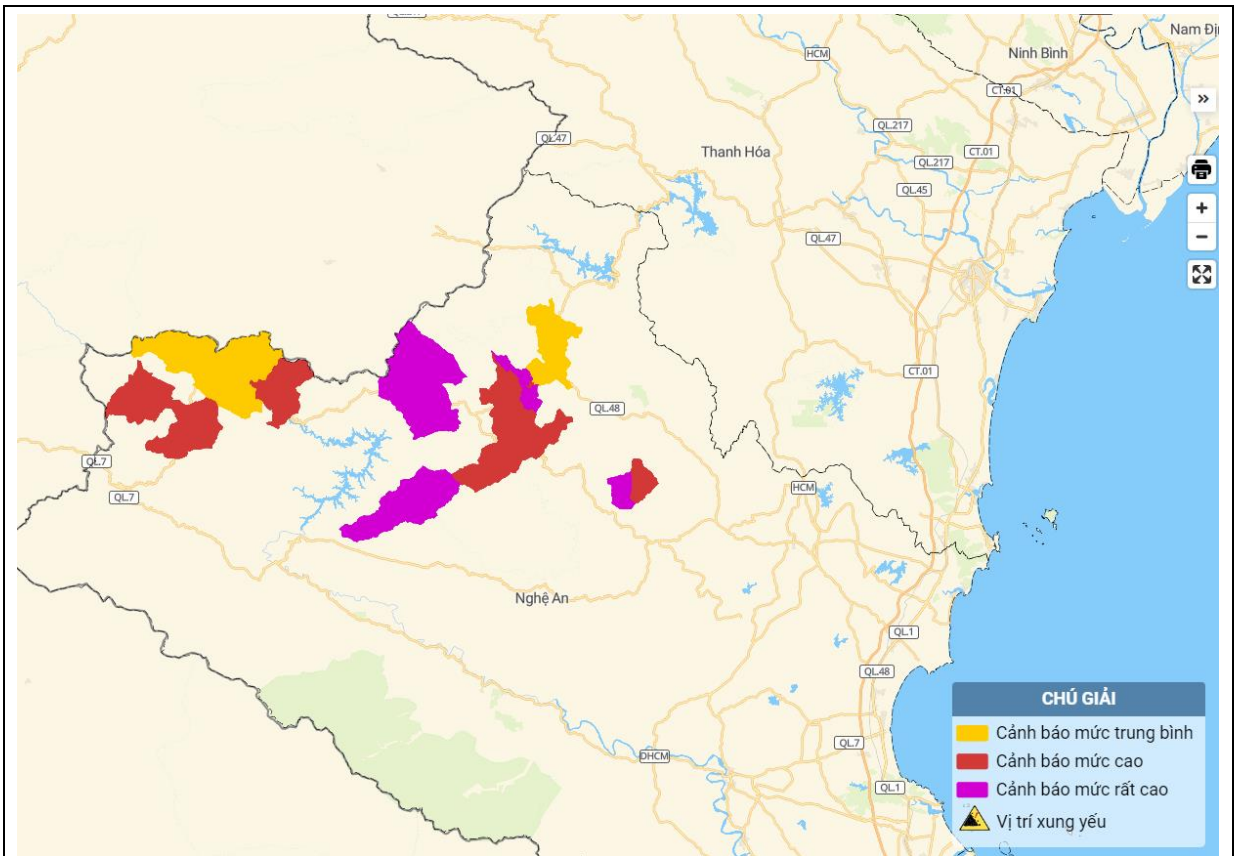 Nam Đị
Ninh Bình
HCM
CT.01
»
QL.217
QL.47
Thanh Hóa
CT.01
QL.217
QL.45
+
QL.47
−
CT.01
QL.48
QL.7
HCM
QL.7
Nghệ An
QL.1
QL.48
CHÚ GIẢI
Cảnh báo mức trung bình
QL.7
Cảnh báo mức cao
ĐHCM
QL.1
Cảnh báo mức rất cao
Vị trí xung yếu